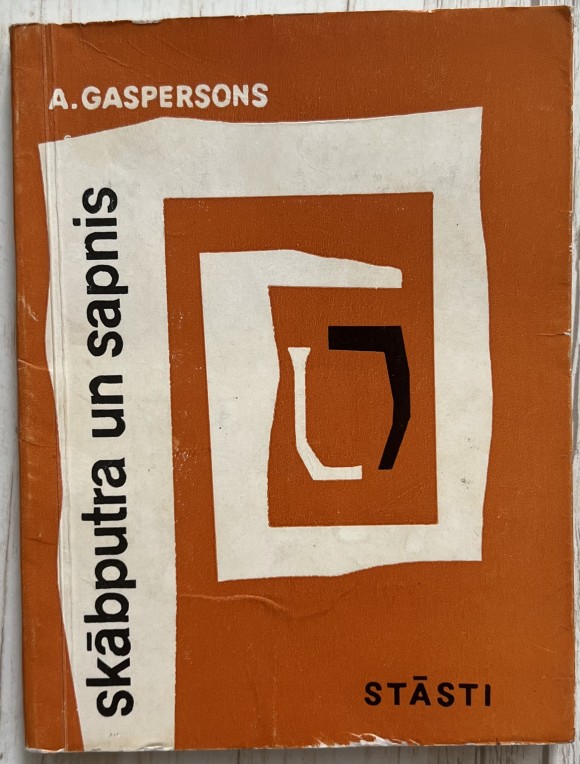 A.GASPERSONS
skābputra un sapnis
STĀSTI